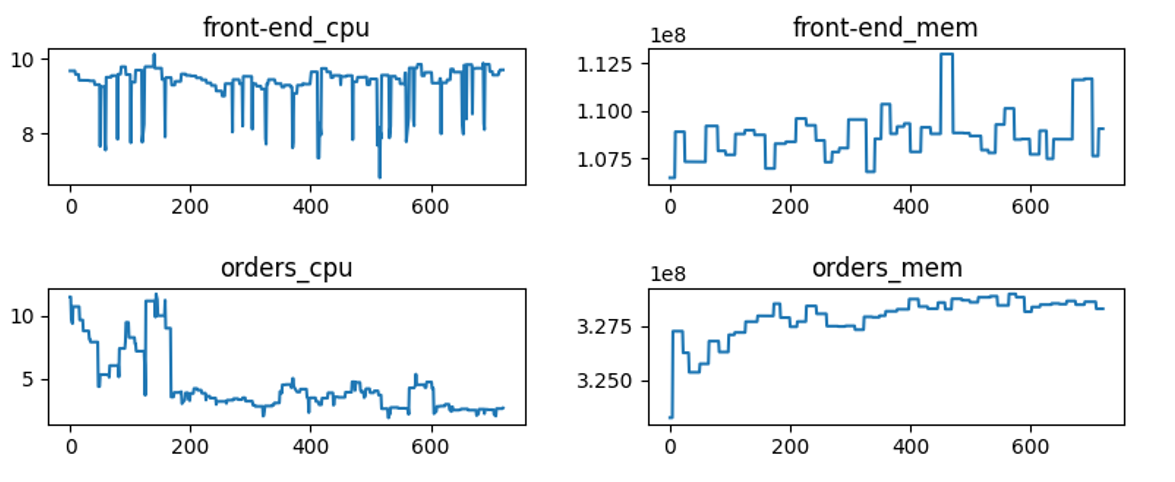 front-end_cpu
10
8
0 200 400 600
front-end_mem
1e8
1.125
1.100
1.075
0 200 400 600
orders_cpu
10
5
0 200 400 600
orders_mem
1e8
3.275
3.250
0 200 400 600